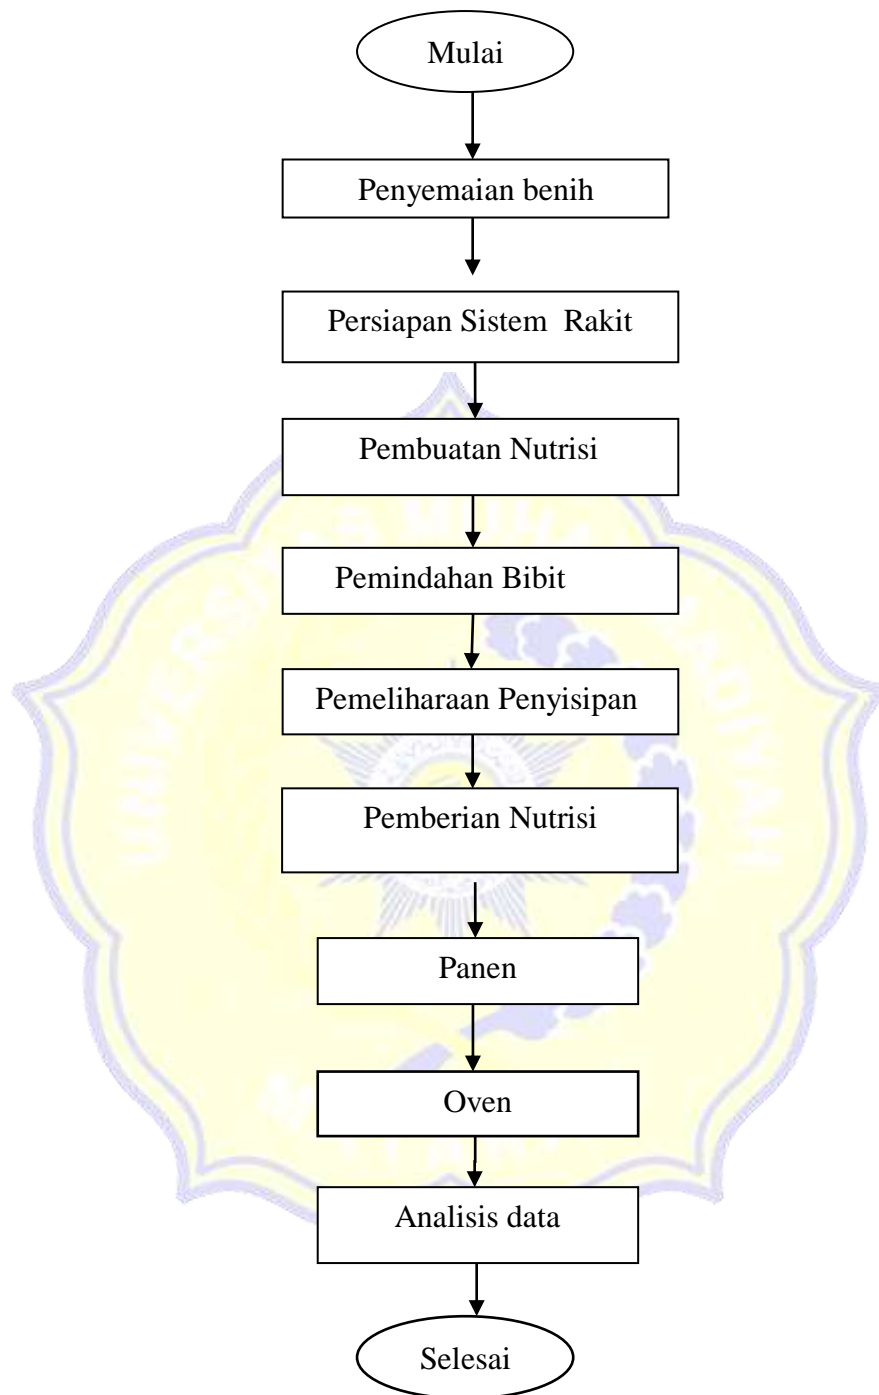 Mulai
Penyemaian benih
Persiapan Sistem Rakit
Pembuatan Nutrisi
Pemindahan Bibit
Pemeliharaan Penyisipan
Pemberian Nutrisi
Panen
Oven
Analisis data
Selesai